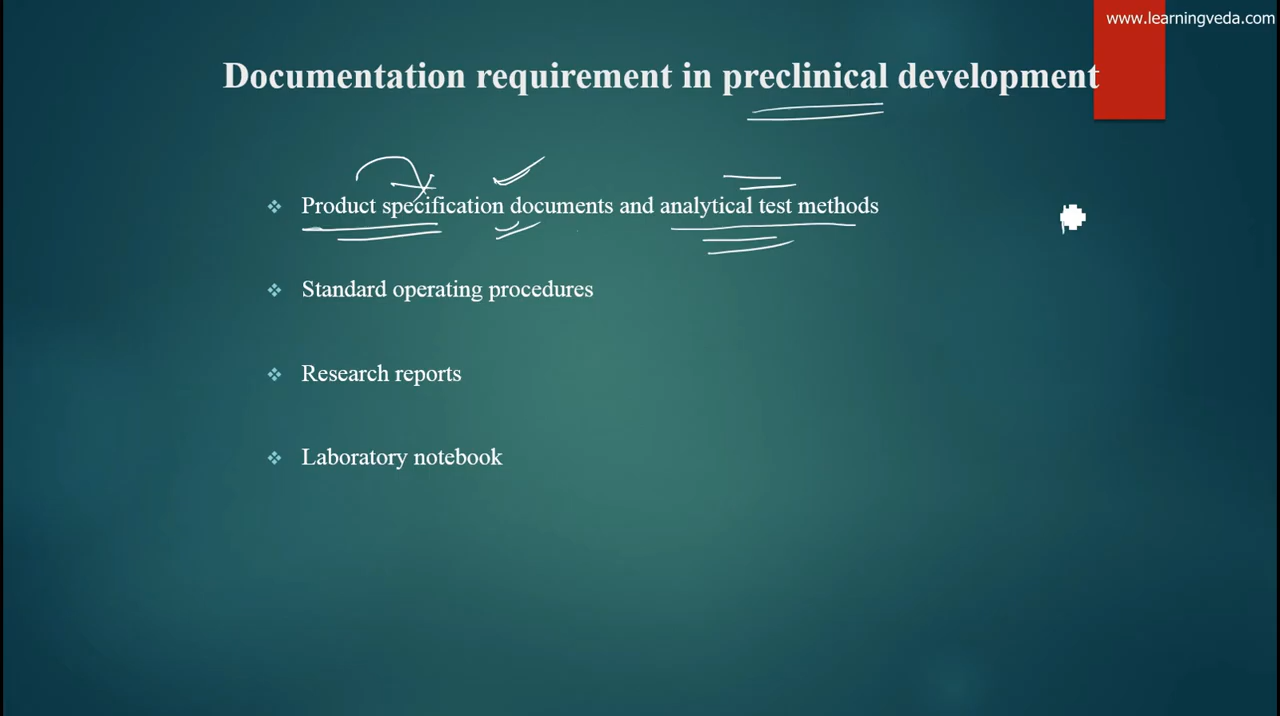 www.learningveda.com
Documentation requirement in preclinical development
Product specification documents and analytical test methods
Standard operating procedures
Research reports
Laboratory notebook